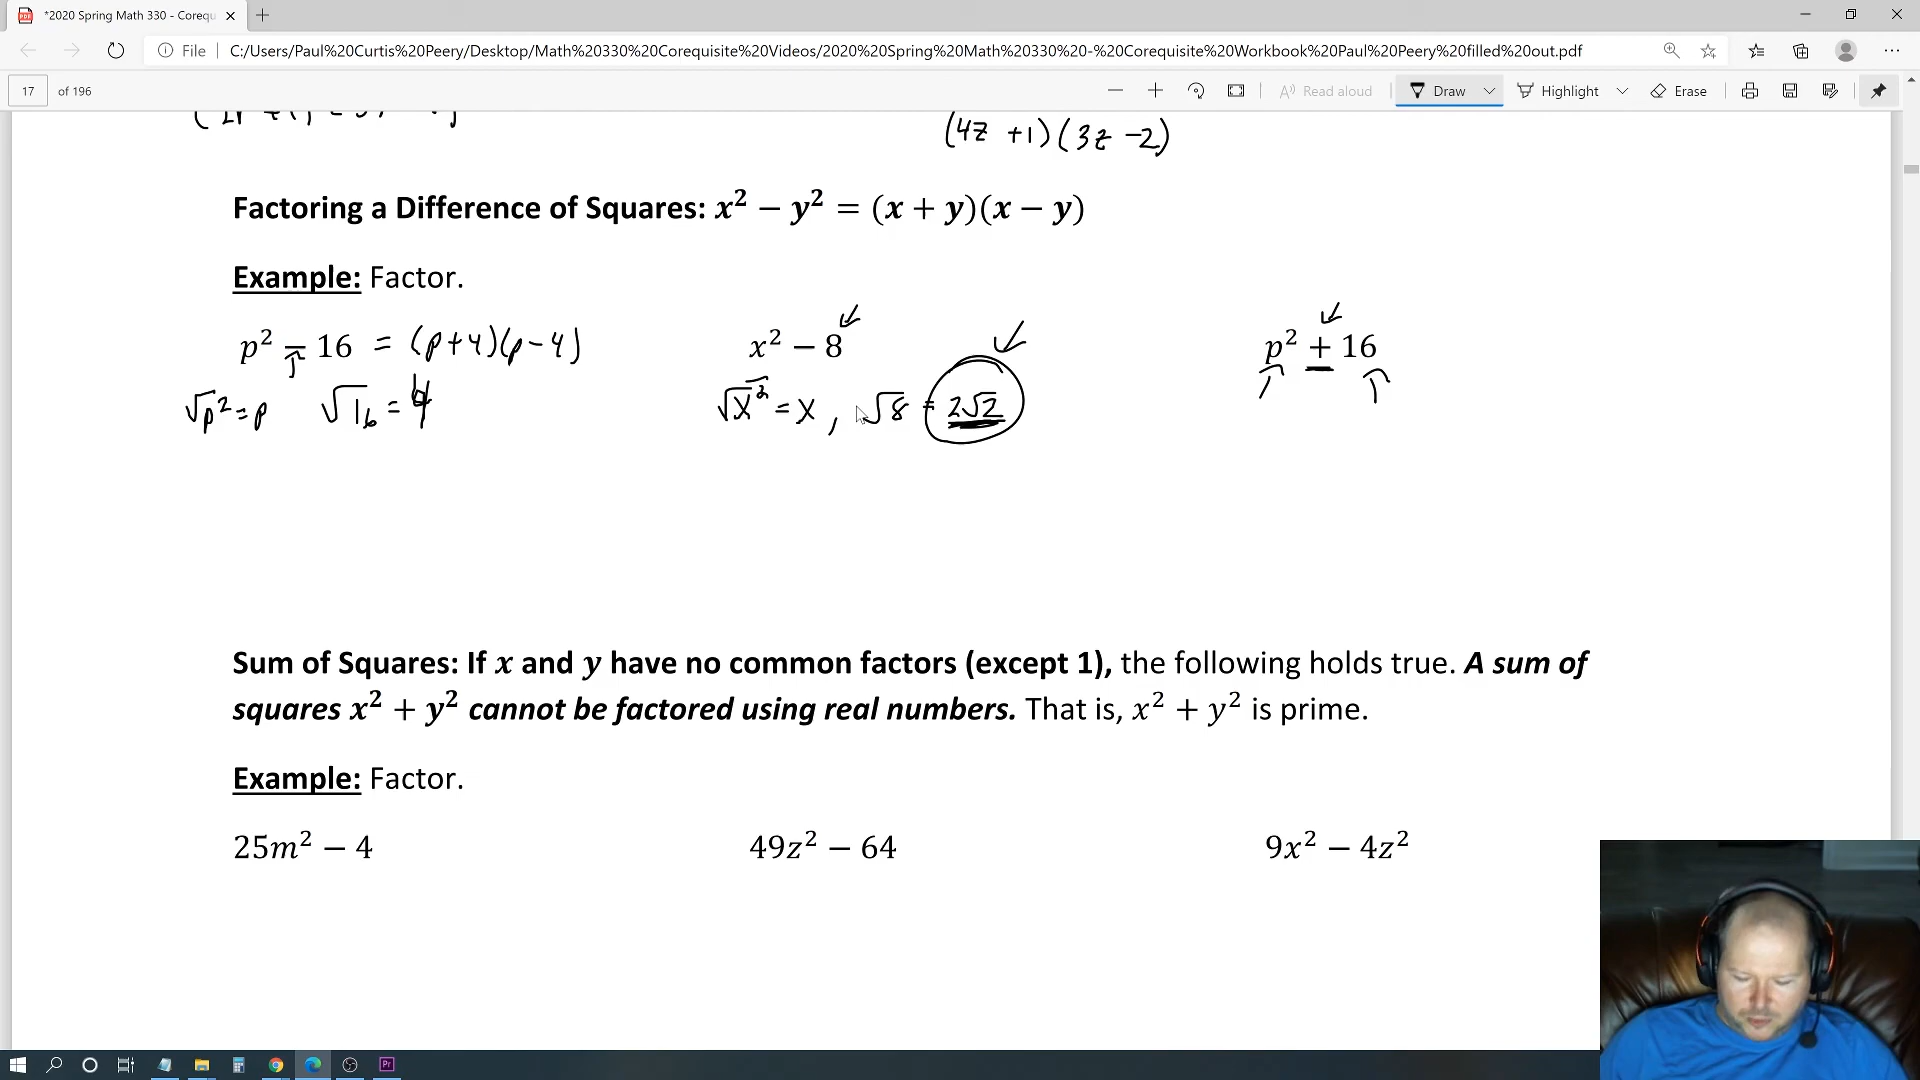 *2020 Spring Math 330 - Corequ
File C:/Users/Paul%20Curtis%20Peery/Desktop/Math%20330%20Corequisite%20Videos/2020%20Spring%20Math%20330%20-%20Corequisite%20Workbook%20Paul%20Peery%20filled%20out.pdf
17 of 196 Read aloud Draw Highlight Erase
(4z +1)(3z -2)
Factoring a Difference of Squares: x² − y² = (x + y)(x − y)
Example: Factor.
p² − 16 = (p+4)(p-4)
x² − 8
p² + 16
√p² = p √16 = 4
√x² = x , √8 = 2√2
Sum of Squares: If x and y have no common factors (except 1), the following holds true. A sum of
squares x² + y² cannot be factored using real numbers. That is, x² + y² is prime.
Example: Factor.
25m² − 4
49z² − 64
9x² − 4z²
Pr